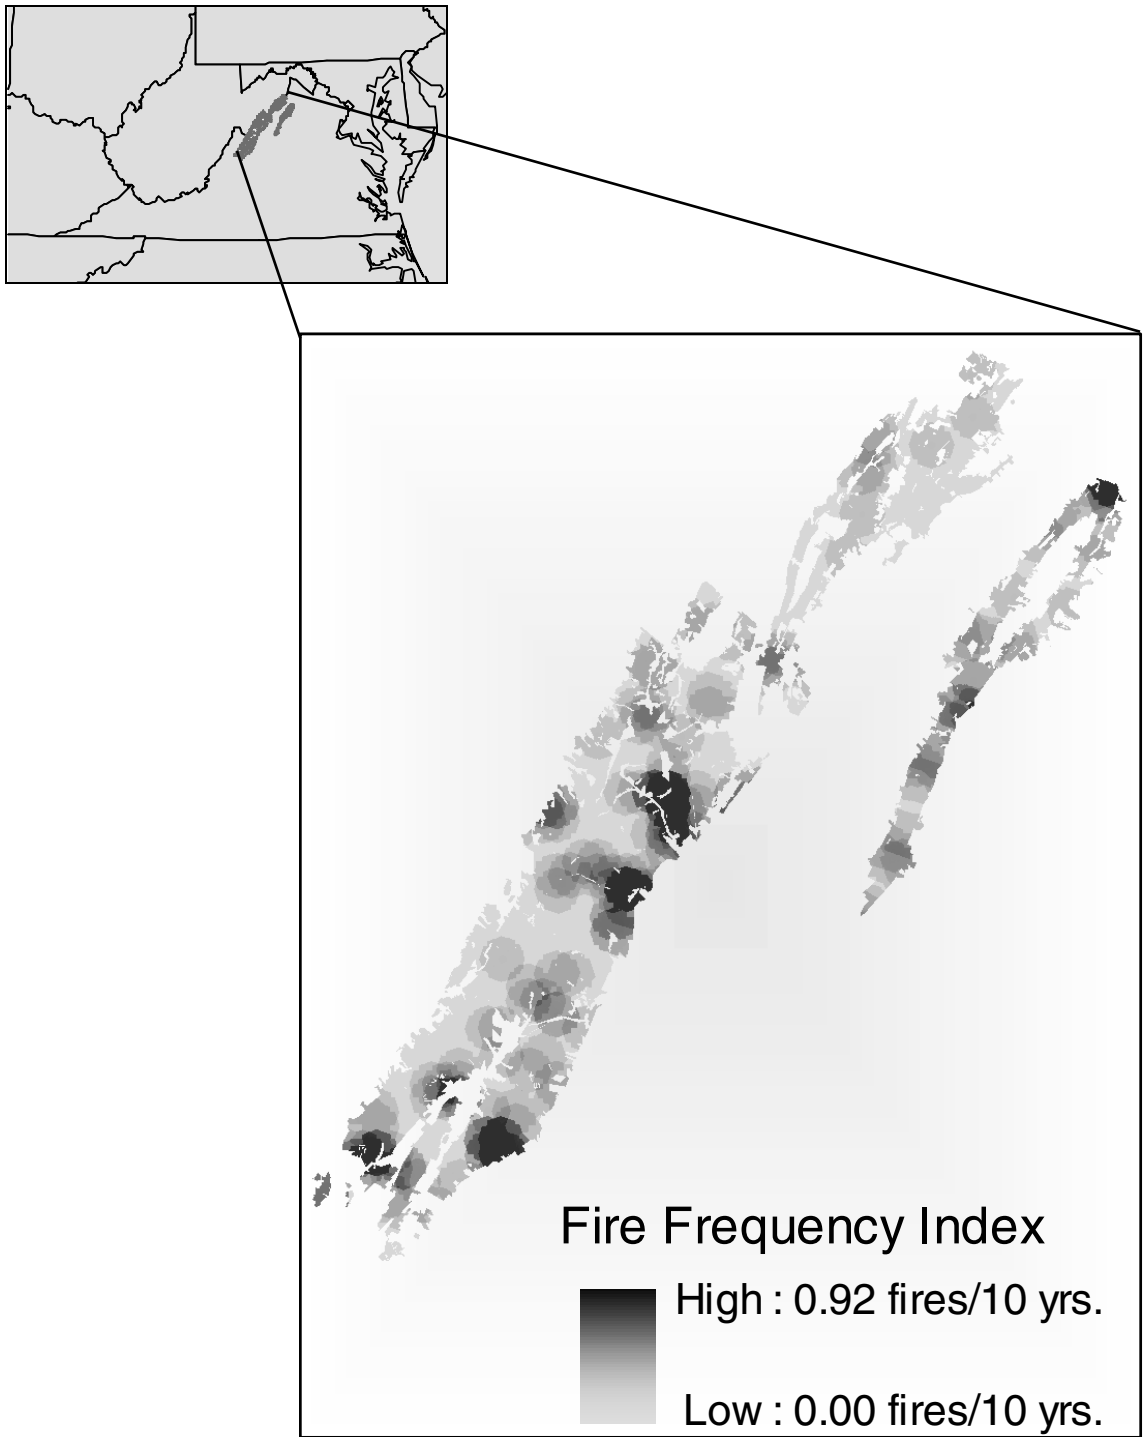 Fire Frequency Index
High : 0.92 fires/10 yrs.
Low : 0.00 fires/10 yrs.